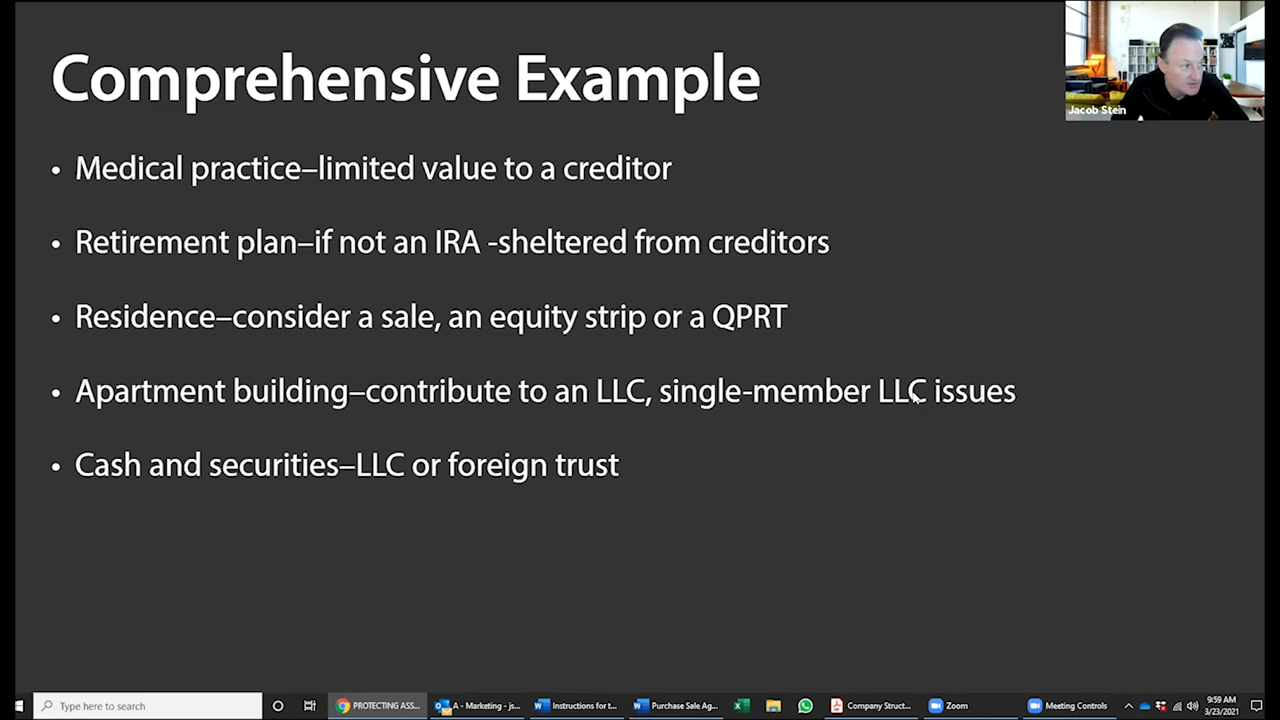 Comprehensive Example
Jacob Stein
• Medical practice–limited value to a creditor
• Retirement plan–if not an IRA -sheltered from creditors
• Residence–consider a sale, an equity strip or a QPRT
• Apartment building–contribute to an LLC, single-member LLC issues
• Cash and securities–LLC or foreign trust
Type here to search
PROTECTING ASS...
A - Marketing - js...
Instructions for t...
Purchase Sale Ag...
Company Struct...
Zoom
Meeting Controls
9:59 AM
3/23/2021